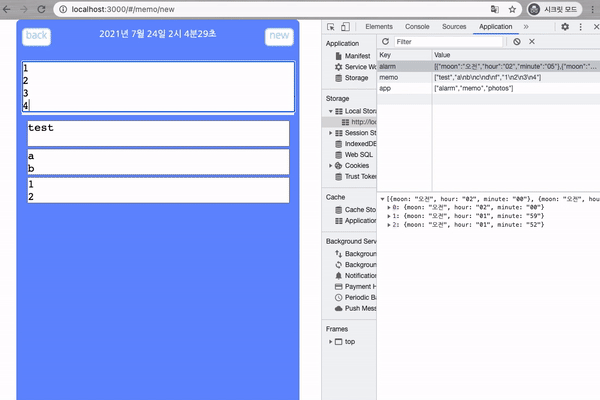 localhost:3000/#/memo/new
시크릿 모드
back
2021년 7월 24일 2시 4분29초
new
1
2
3
4
test
a
b
1
2
Elements
Console
Sources
Application
»
Application
Manifest
Service Wo
Storage
Storage
Local Stora
http://loc
Session St
IndexedDB
Web SQL
Cookies
Trust Token
Cache
Cache Sto
Application
Background Serv
Background
Background
Notification
Payment H
Periodic Ba
Push Mess
Frames
top
Filter
Key
Value
alarm
[{"moon":"오전","hour":"02","minute":"05"},{"moon":"...
memo
["test","a\nb\nc\nd\nf","1\n2\n3\n4"]
app
["alarm","memo","photos"]
[{moon: "오전", hour: "02", minute: "00"}, {moon: "오전", hou
0: {moon: "오전", hour: "02", minute: "00"}
1: {moon: "오전", hour: "01", minute: "59"}
2: {moon: "오전", hour: "01", minute: "52"}